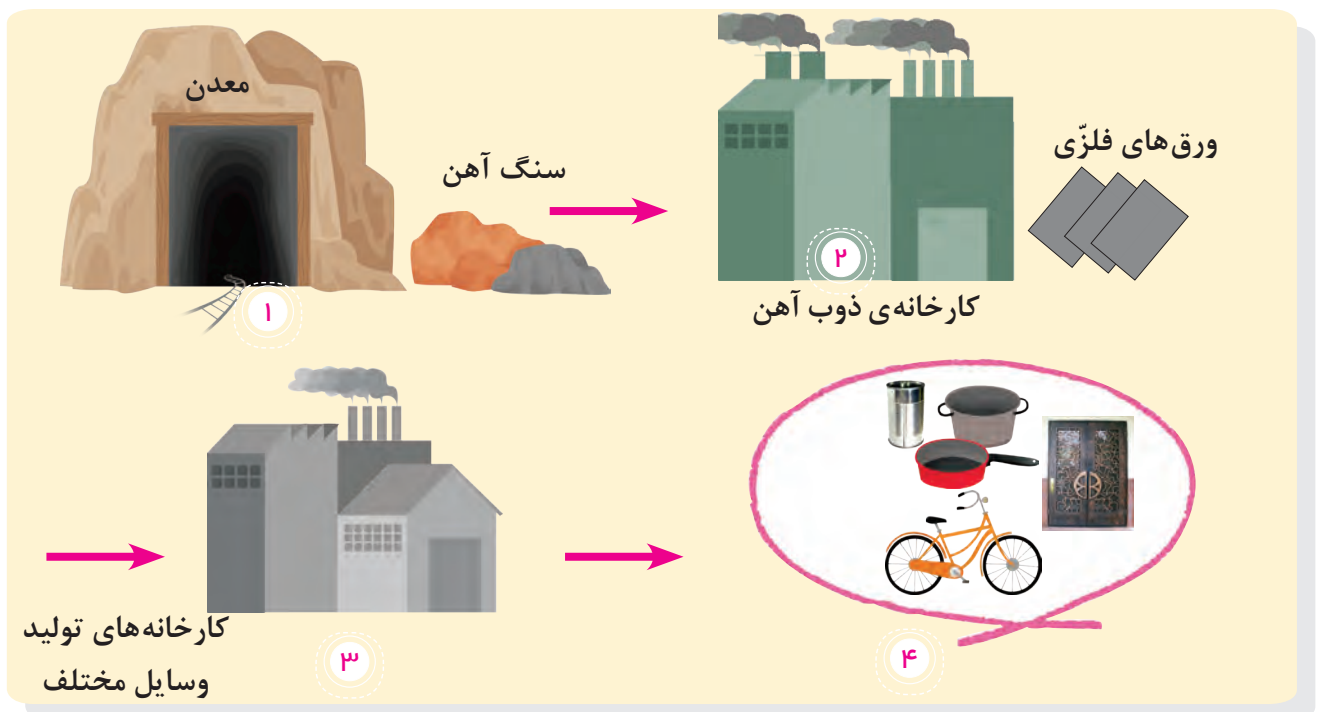 معدن
سنگ آهن
۱
ورق‌های فلزّی
۲
کارخانه‌ی ذوب آهن
کارخانه‌های تولید
وسایل مختلف
۳
۴